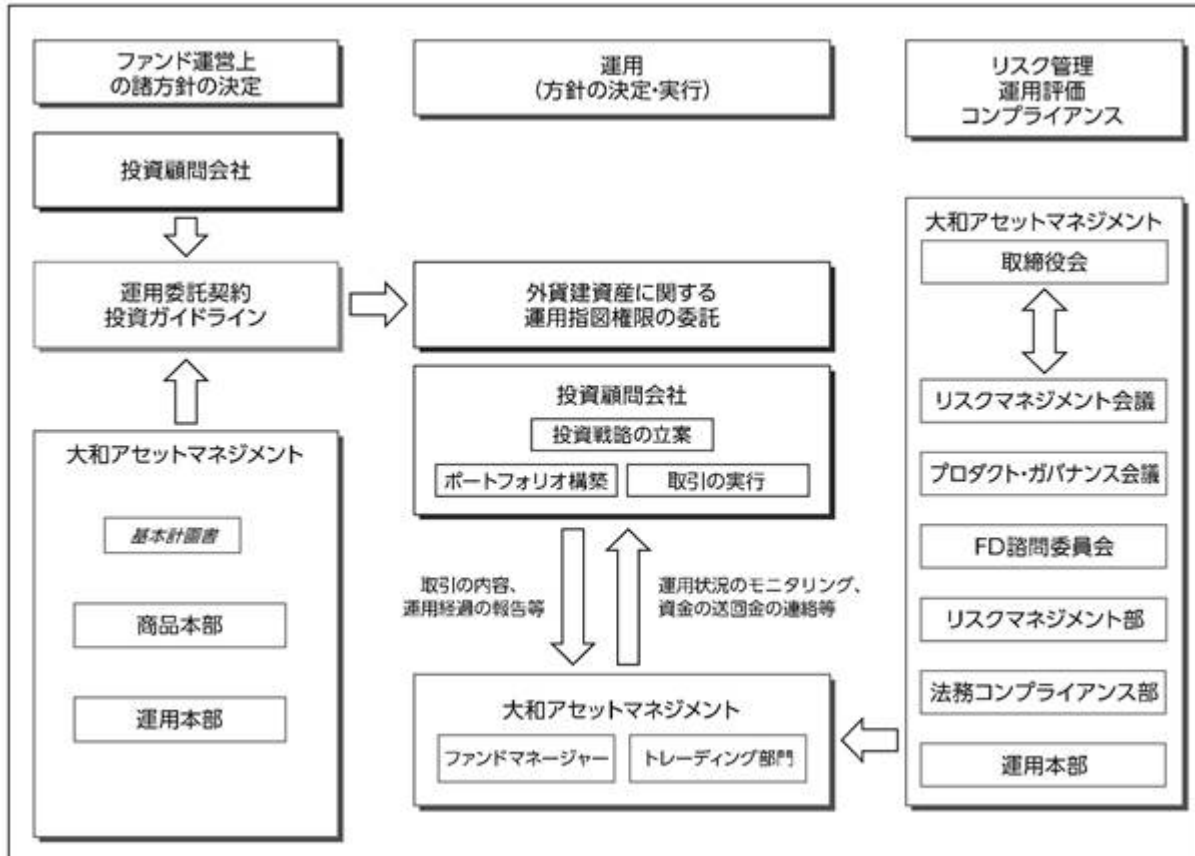 ファンド運営上
の諸方針の決定
運用
(方針の決定・実行)
リスク管理
運用評価
コンプライアンス
投資顧問会社
運用委託契約
投資ガイドライン
大和アセットマネジメント
基本計画書
商品本部
運用本部
外貨建資産に関する
運用指図権限の委託
投資顧問会社
投資戦略の立案
ポートフォリオ構築
取引の実行
取引の内容、
運用経過の報告等
運用状況のモニタリング、
資金の送回金の連絡等
大和アセットマネジメント
ファンドマネージャー
トレーディング部門
大和アセットマネジメント
取締役会
リスクマネジメント会議
プロダクト・ガバナンス会議
FD諮問委員会
リスクマネジメント部
法務コンプライアンス部
運用本部